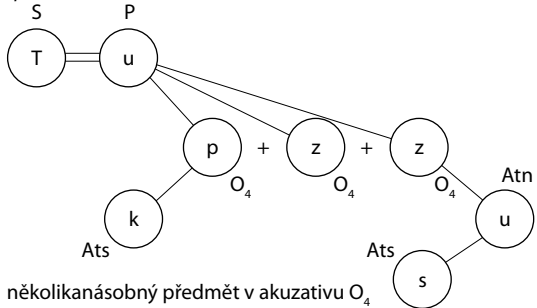 S P
T u
p + z + z
O₄ O₄ O₄ Atn
k u
Ats Ats
s
několikanásobný předmět v akuzativu O₄